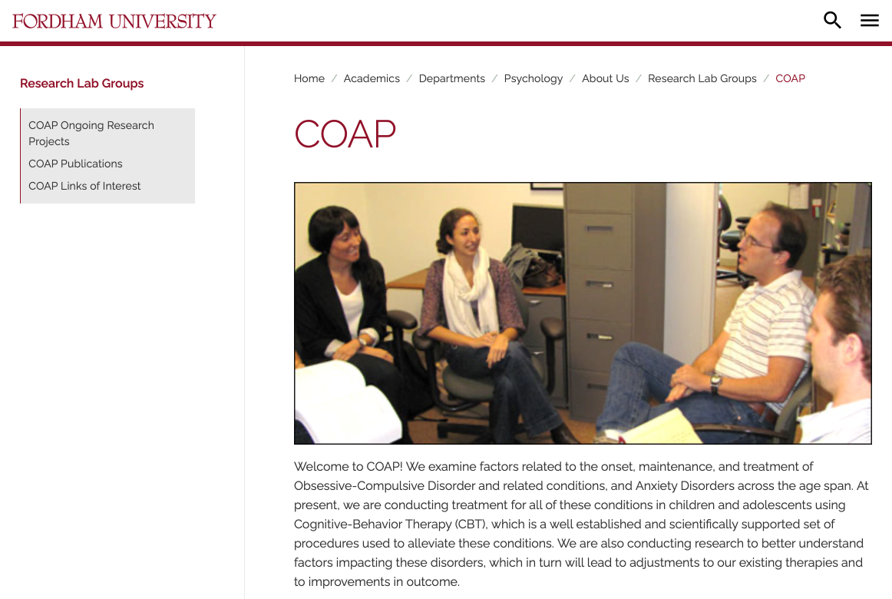 FORDHAM UNIVERSITY
Research Lab Groups
COAP Ongoing Research
Projects
COAP Publications
COAP Links of Interest
Home / Academics / Departments / Psychology / About Us / Research Lab Groups / COAP
COAP
Welcome to COAP! We examine factors related to the onset, maintenance, and treatment of
Obsessive-Compulsive Disorder and related conditions, and Anxiety Disorders across the age span. At
present, we are conducting treatment for all of these conditions in children and adolescents using
Cognitive-Behavior Therapy (CBT), which is a well established and scientifically supported set of
procedures used to alleviate these conditions. We are also conducting research to better understand
factors impacting these disorders, which in turn will lead to adjustments to our existing therapies and
to improvements in outcome.